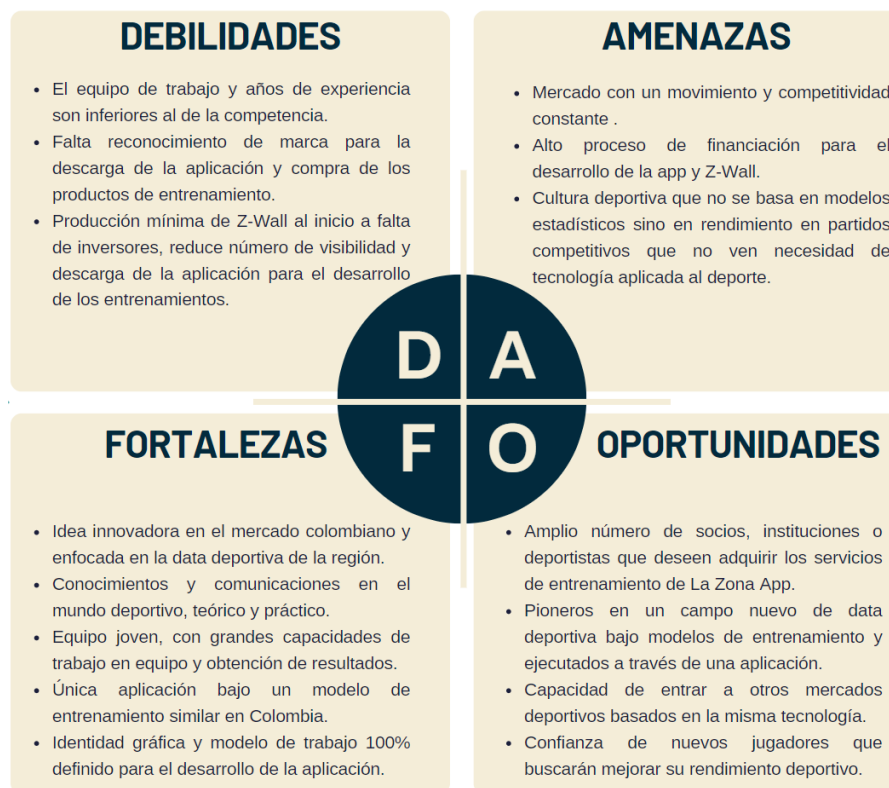 DEBILIDADES
• El equipo de trabajo y años de experiencia
son inferiores al de la competencia.
• Falta reconocimiento de marca para la
descarga de la aplicación y compra de los
productos de entrenamiento.
• Producción mínima de Z-Wall al inicio a falta
de inversores, reduce número de visibilidad y
descarga de la aplicación para el desarrollo
de los entrenamientos.
AMENAZAS
• Mercado con un movimiento y competitividad
constante .
• Alto proceso de financiación para el
desarrollo de la app y Z-Wall.
• Cultura deportiva que no se basa en modelos
estadísticos sino en rendimiento en partidos
competitivos que no ven necesidad de
tecnología aplicada al deporte.
D A
F O
FORTALEZAS
• Idea innovadora en el mercado colombiano y
enfocada en la data deportiva de la región.
• Conocimientos y comunicaciones en el
mundo deportivo, teórico y práctico.
• Equipo joven, con grandes capacidades de
trabajo en equipo y obtención de resultados.
• Única aplicación bajo un modelo de
entrenamiento similar en Colombia.
• Identidad gráfica y modelo de trabajo 100%
definido para el desarrollo de la aplicación.
OPORTUNIDADES
• Amplio número de socios, instituciones o
deportistas que deseen adquirir los servicios
de entrenamiento de La Zona App.
• Pioneros en un campo nuevo de data
deportiva bajo modelos de entrenamiento y
ejecutados a través de una aplicación.
• Capacidad de entrar a otros mercados
deportivos basados en la misma tecnología.
• Confianza de nuevos jugadores que
buscarán mejorar su rendimiento deportivo.